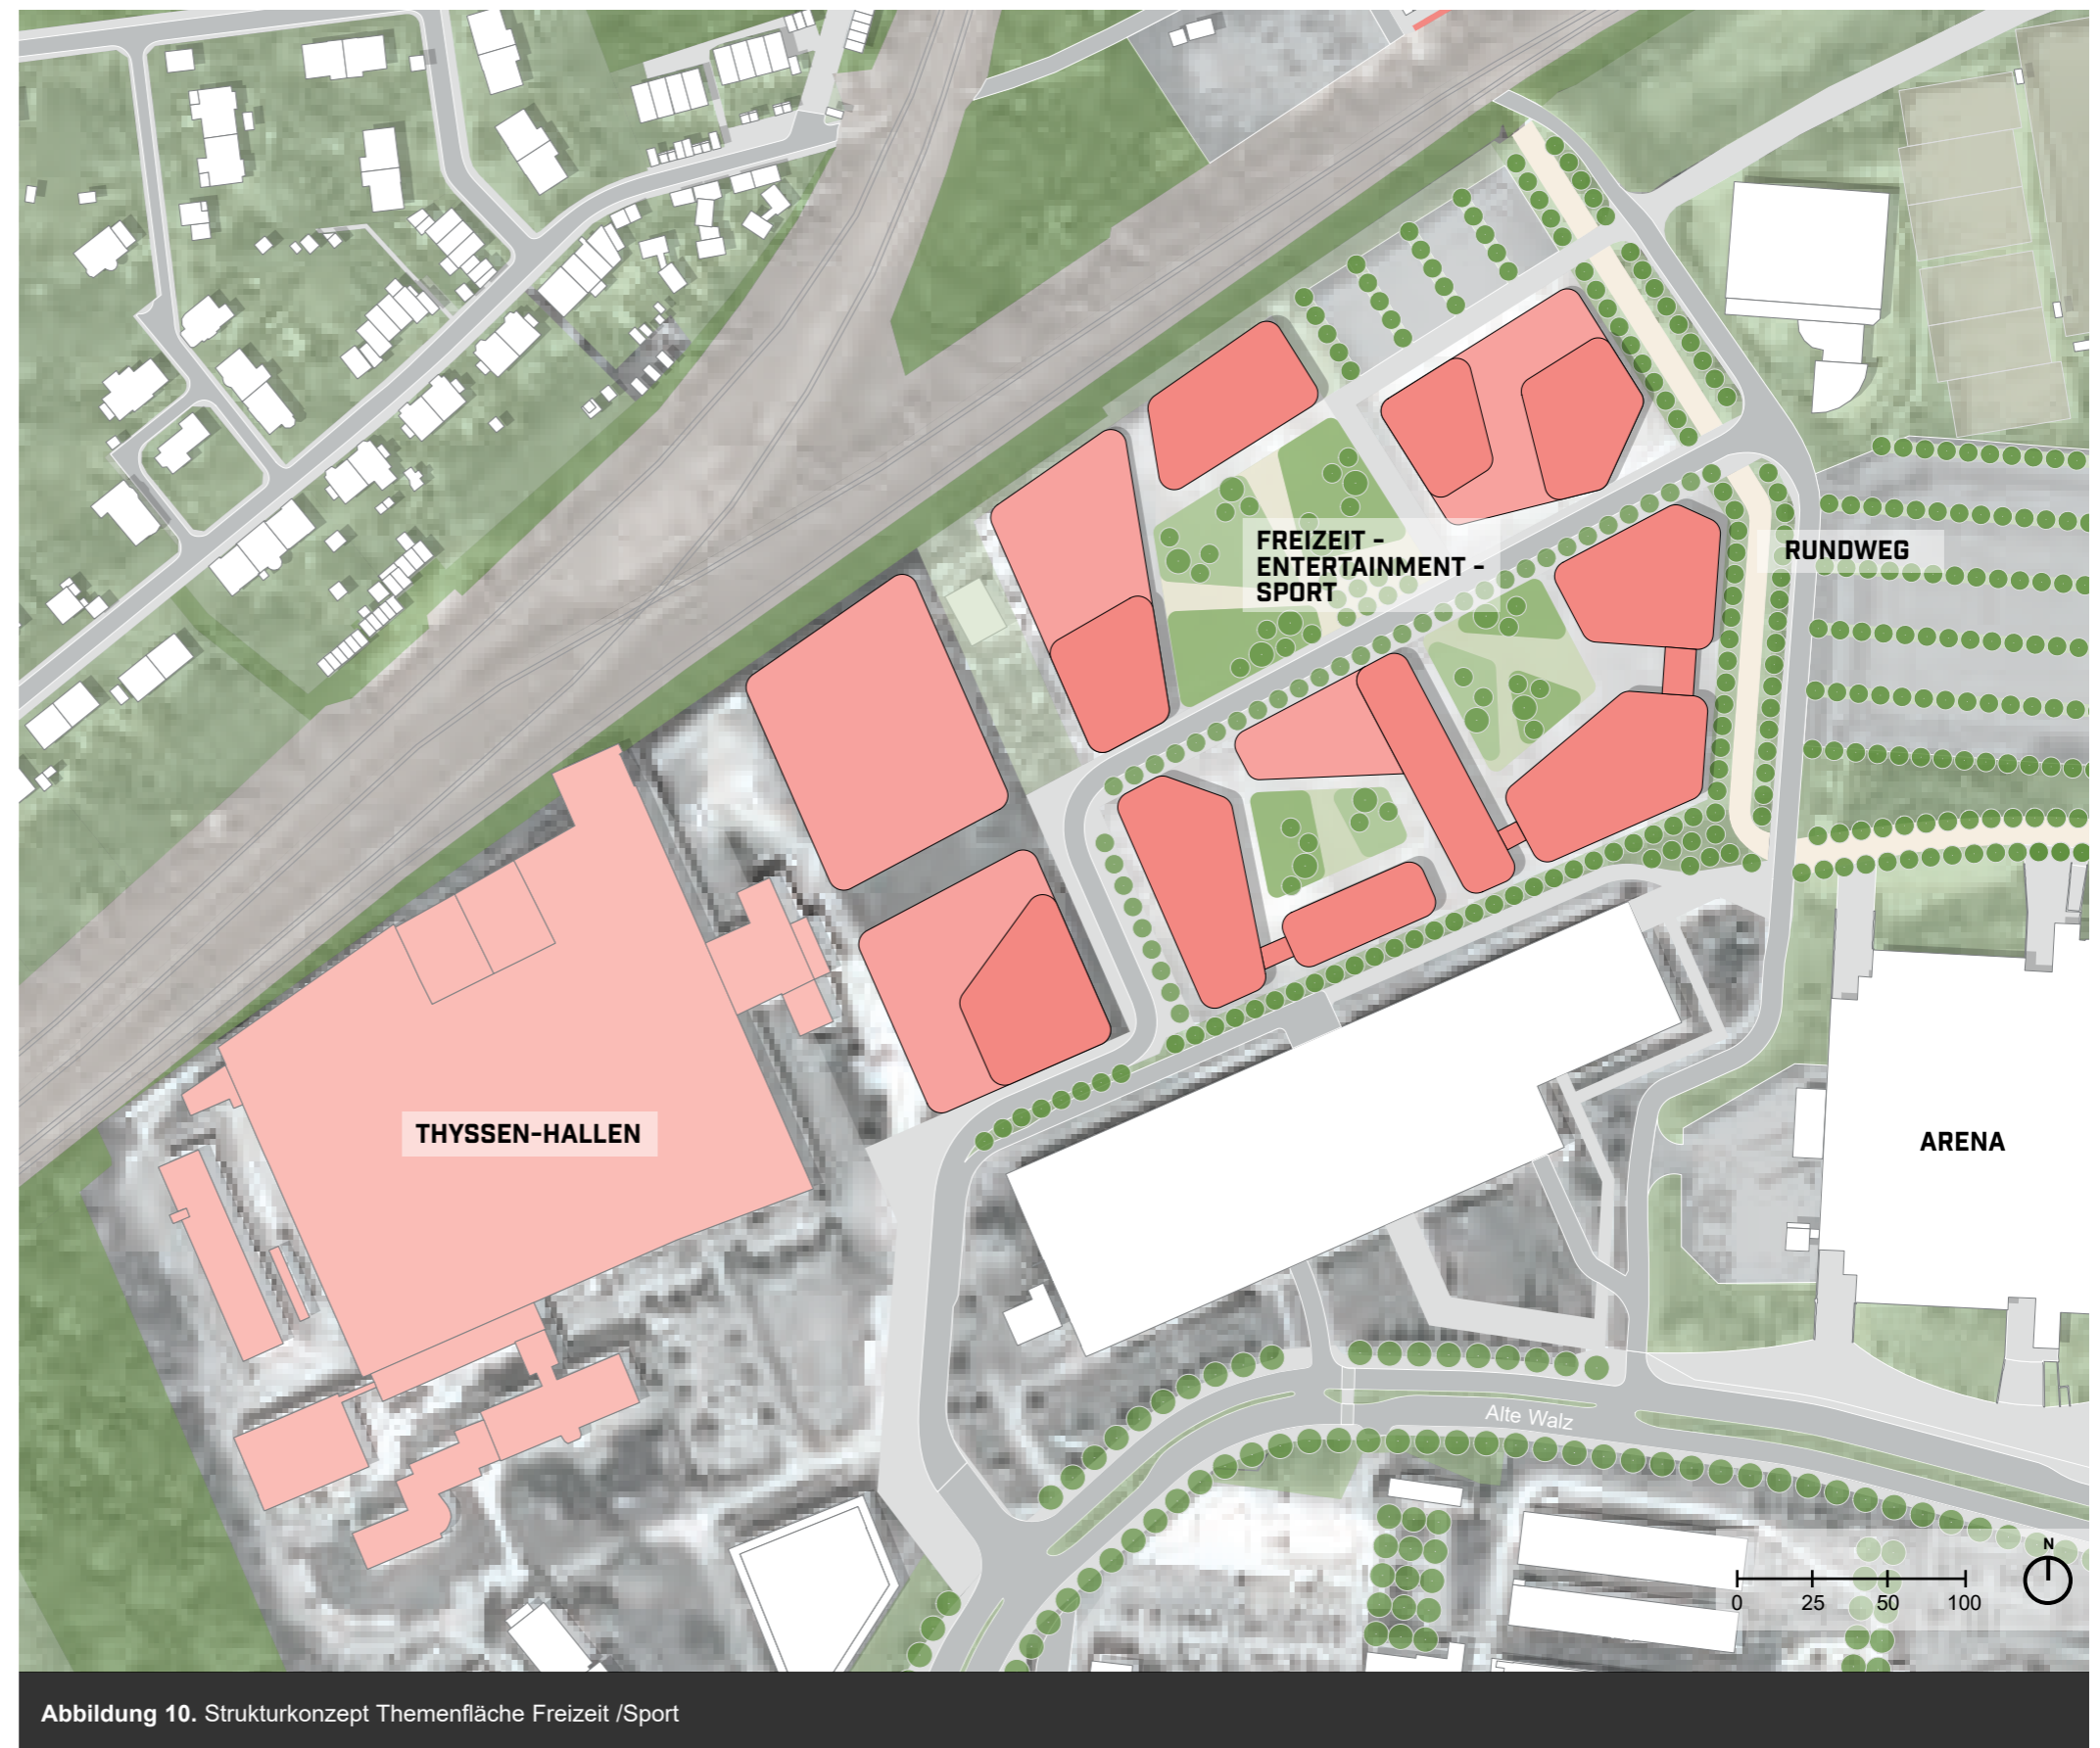 FREIZEIT -
ENTERTAINMENT -
SPORT
RUNDWEG
THYSSEN-HALLEN
ARENA
Alte Walz
N
0 25 50 100
Abbildung 10. Strukturkonzept Themenfläche Freizeit /Sport